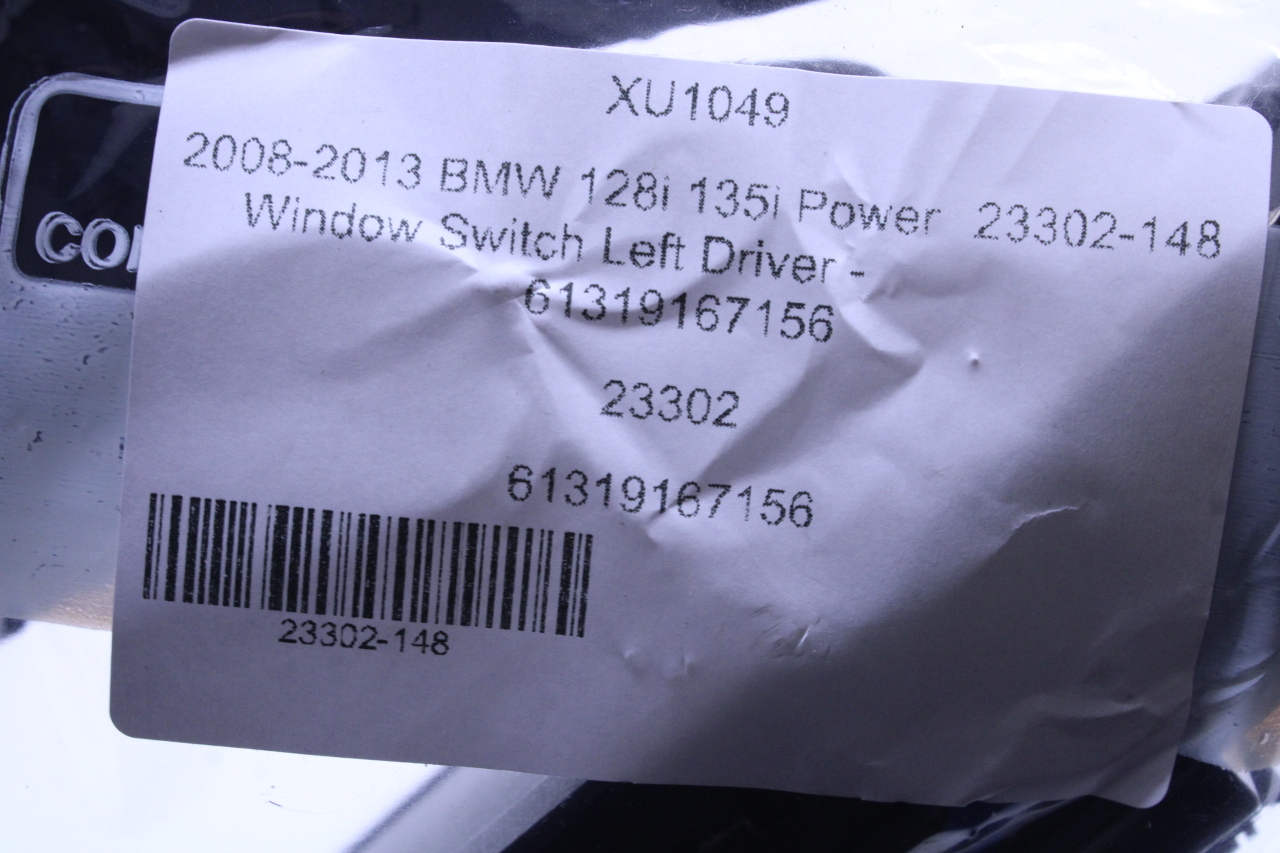 XU1049
2008-2013 BMW 128i 135i Power 23302-148
Window Switch Left Driver -
61319167156
23302
61319167156
23302-148